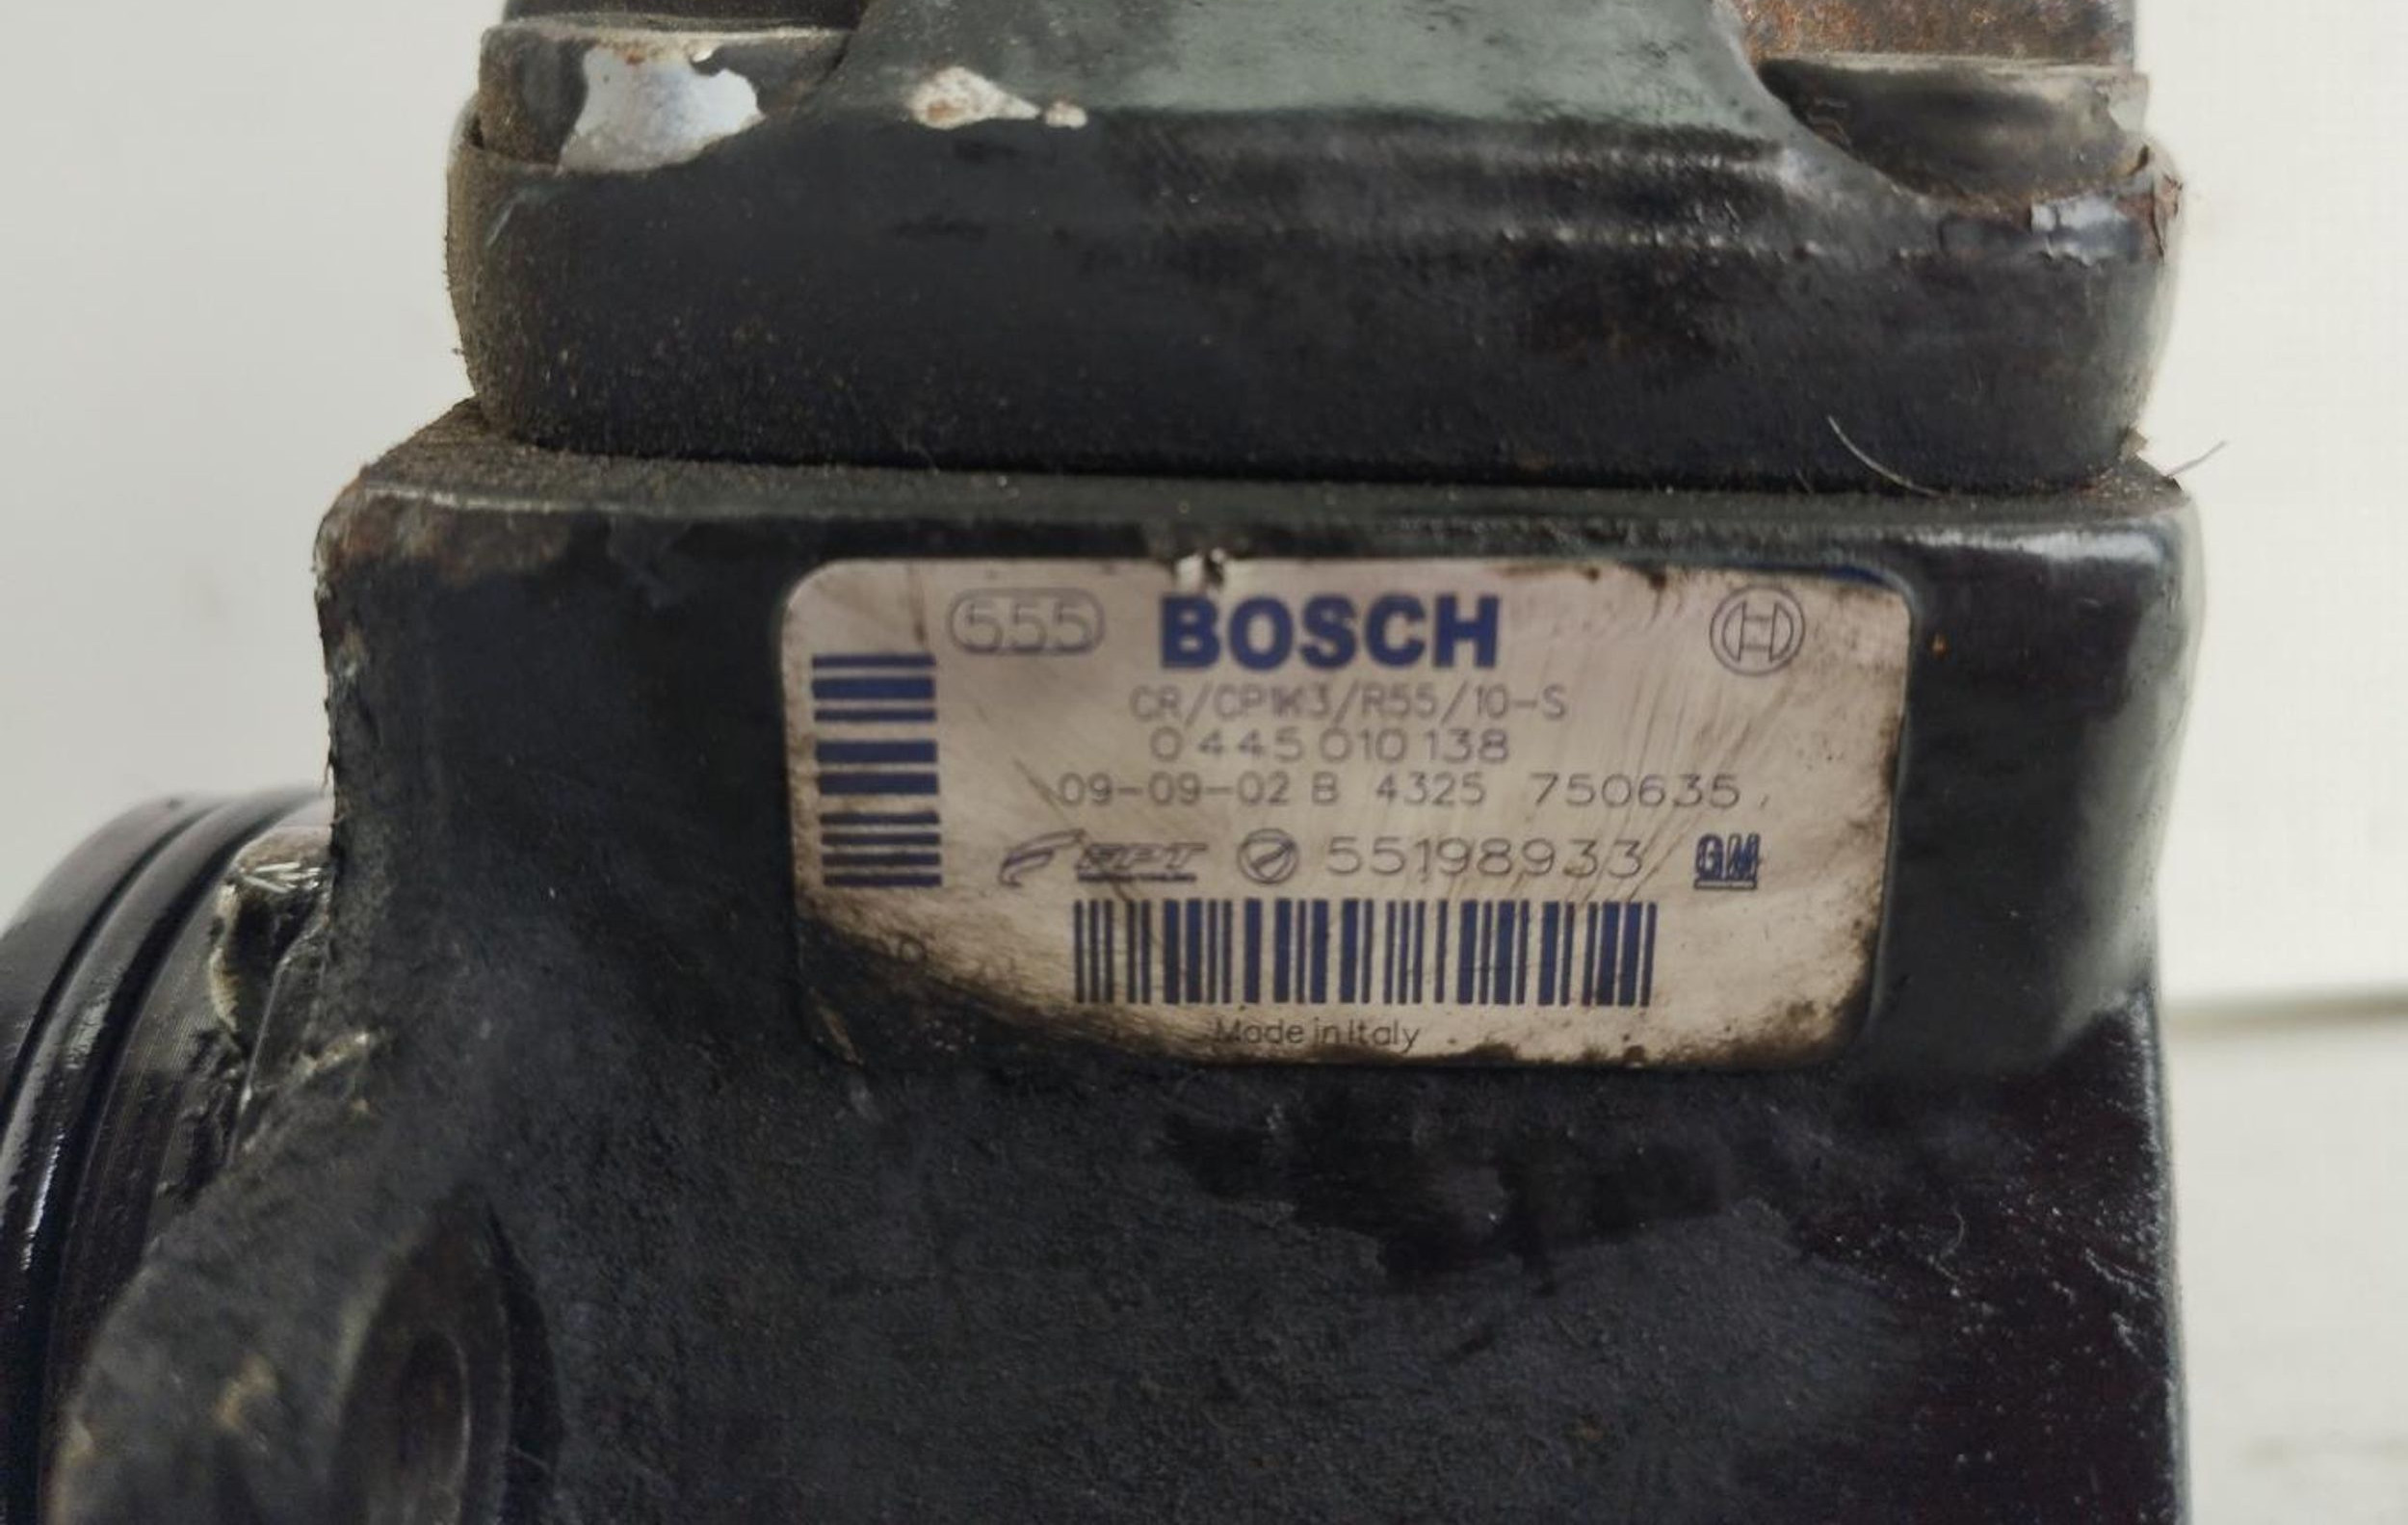 555 BOSCH
CR/CP1K3/R55/10-S
0 445 010 138
09-09-02 B 4325 750635
FPT 55198933 GM
Made in Italy